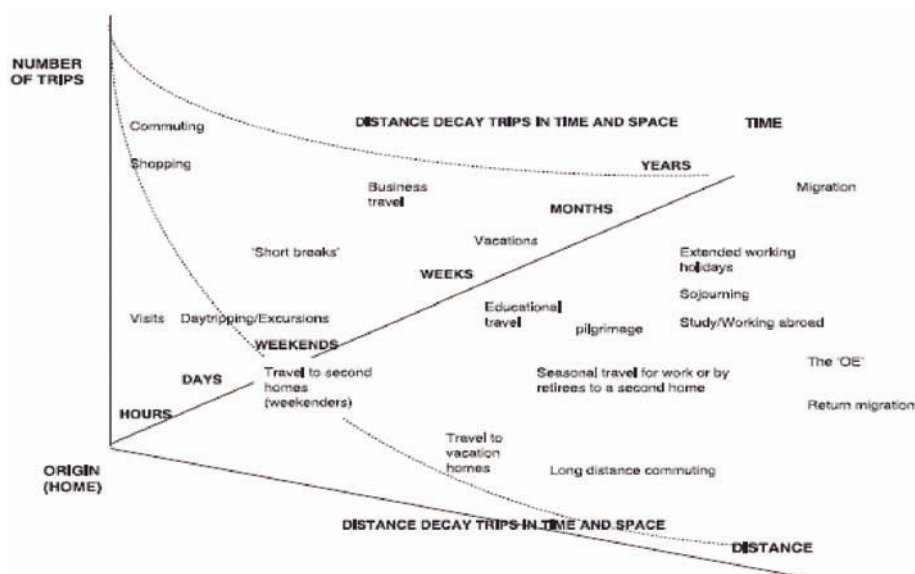 NUMBER
OF TRIPS
Commuting
DISTANCE DECAY TRIPS IN TIME AND SPACE
TIME
Shopping
YEARS
Business
travel
Migration
MONTHS
Vacations
'Short breaks'
WEEKS
Extended working
holidays
Sojourning
Educational
travel
Visits
Daytripping/Excursions
pilgrimage
Study/Working abroad
WEEKENDS
The 'OE'
DAYS
Travel to second
homes
(weekenders)
Seasonal travel for work or by
retirees to a second home
HOURS
Return migration
Travel to
vacation
homes
Long distance commuting
ORIGIN
(HOME)
DISTANCE DECAY TRIPS IN TIME AND SPACE
DISTANCE